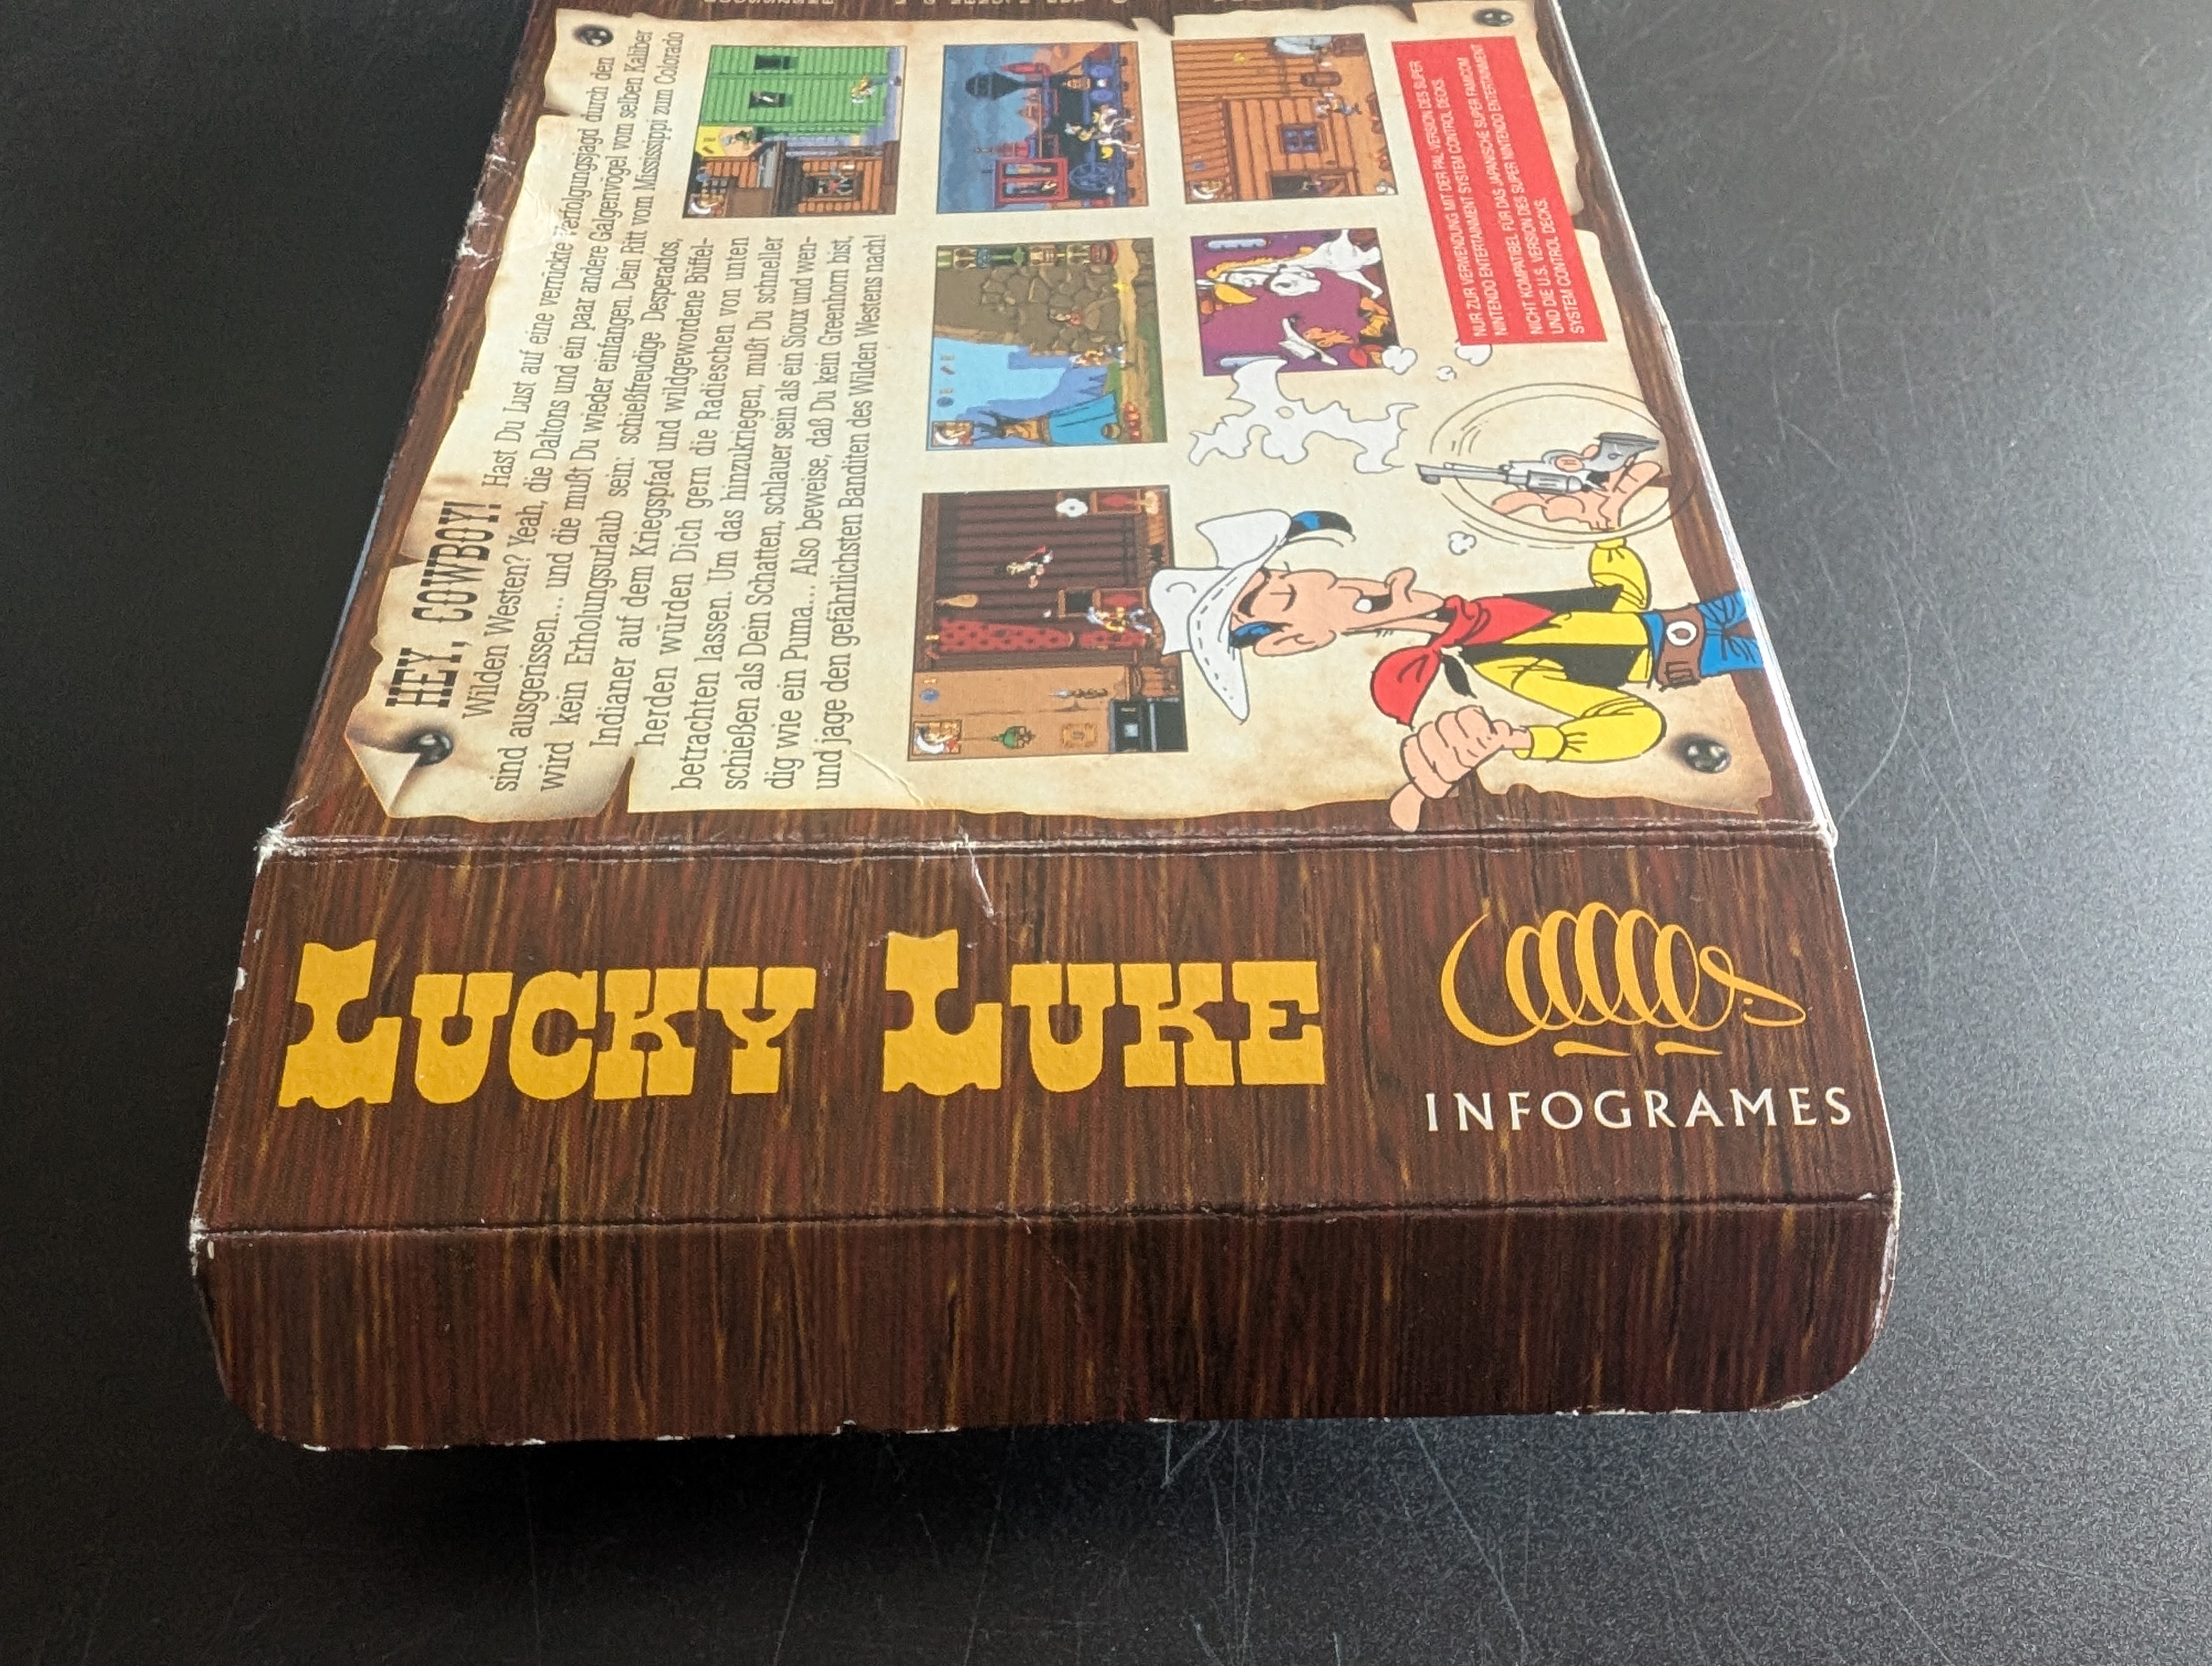 HEY, COWBOY! Hast Du Lust auf eine verrückte Verfolgungsjagd durch den
Wilden Westen? Yeah, die Daltons und ein paar andere Galgenvögel vom selben Kaliber
sind ausgerissen... und die mußt Du wieder einfangen. Den Ritt vom Mississippi zum Colorado
wird kein Erholungsurlaub sein: schießfreudige Desperados,
Indianer auf dem Kriegspfad und wildgewordene Büffel-
herden würden Dich gern die Radieschen von unten
betrachten lassen. Um das hinzukriegen, mußt Du schneller
schießen als Dein Schatten, schlauer sein als ein Sioux und wen-
dig wie ein Puma... Also beweise, daß Du kein Greenhorn bist,
und jage den gefährlichsten Banditen des Wilden Westens nach!
NUR ZUR VERWENDUNG MIT DER PAL-VERSION DES SUPER
NINTENDO ENTERTAINMENT SYSTEM CONTROL DECKS.
NICHT KOMPATIBEL FÜR DAS JAPANISCHE SUPER FAMICOM
UND DIE U.S. VERSION DES SUPER NINTENDO ENTERTAINMENT
SYSTEM CONTROL DECKS.
LUCKY LUKE
INFOGRAMES